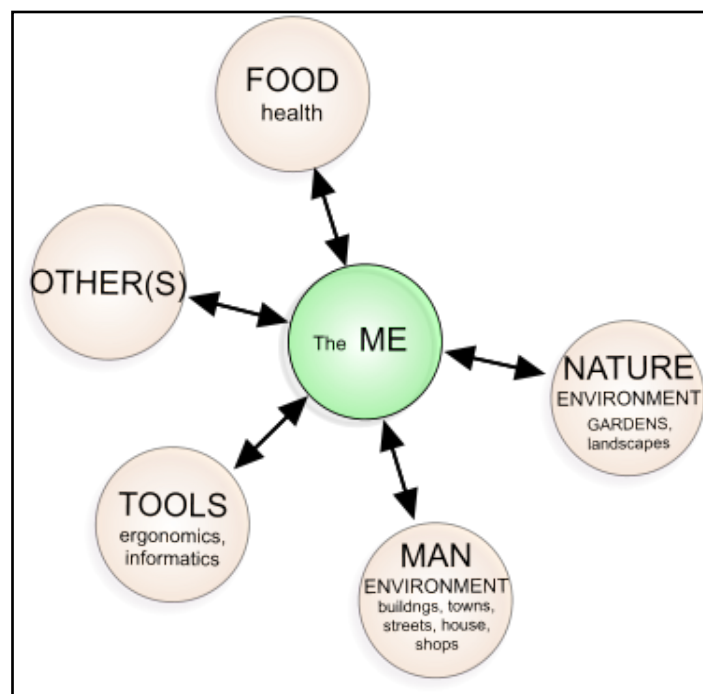 FOOD
health
OTHER(S)
The ME
NATURE
ENVIRONMENT
GARDENS,
landscapes
TOOLS
ergonomics,
informatics
MAN
ENVIRONMENT
buildngs, towns,
streets, house,
shops